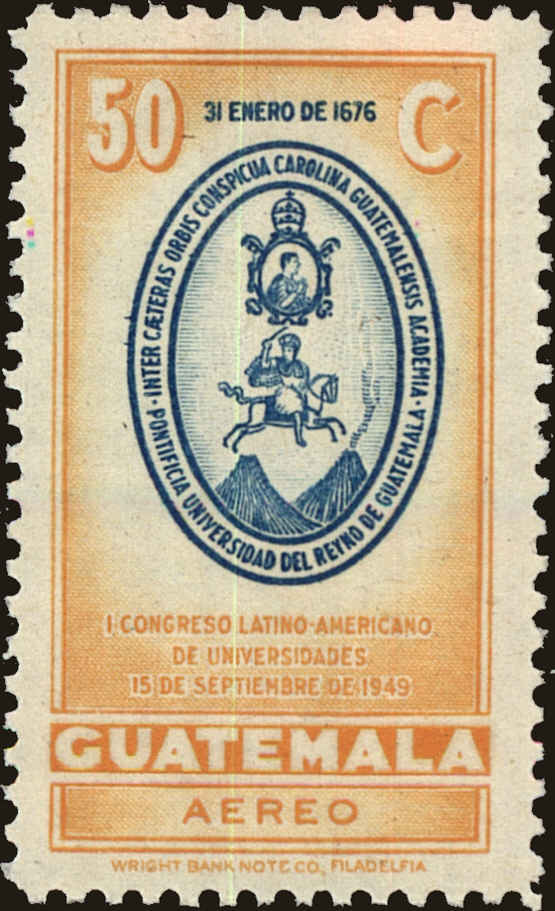 50 C
31 ENERO DE 1676
INTER CÆTERAS ORBIS CONSPICUA CAROLINA GUATEMALENSIS ACADEMIA
PONTIFICIA UNIVERSIDAD DEL REYNO DE GUATEMALA
I CONGRESO LATINO-AMERICANO
DE UNIVERSIDADES
15 DE SEPTIEMBRE DE 1949
GUATEMALA
AEREO
WRIGHT BANK NOTE CO., FILADELFIA